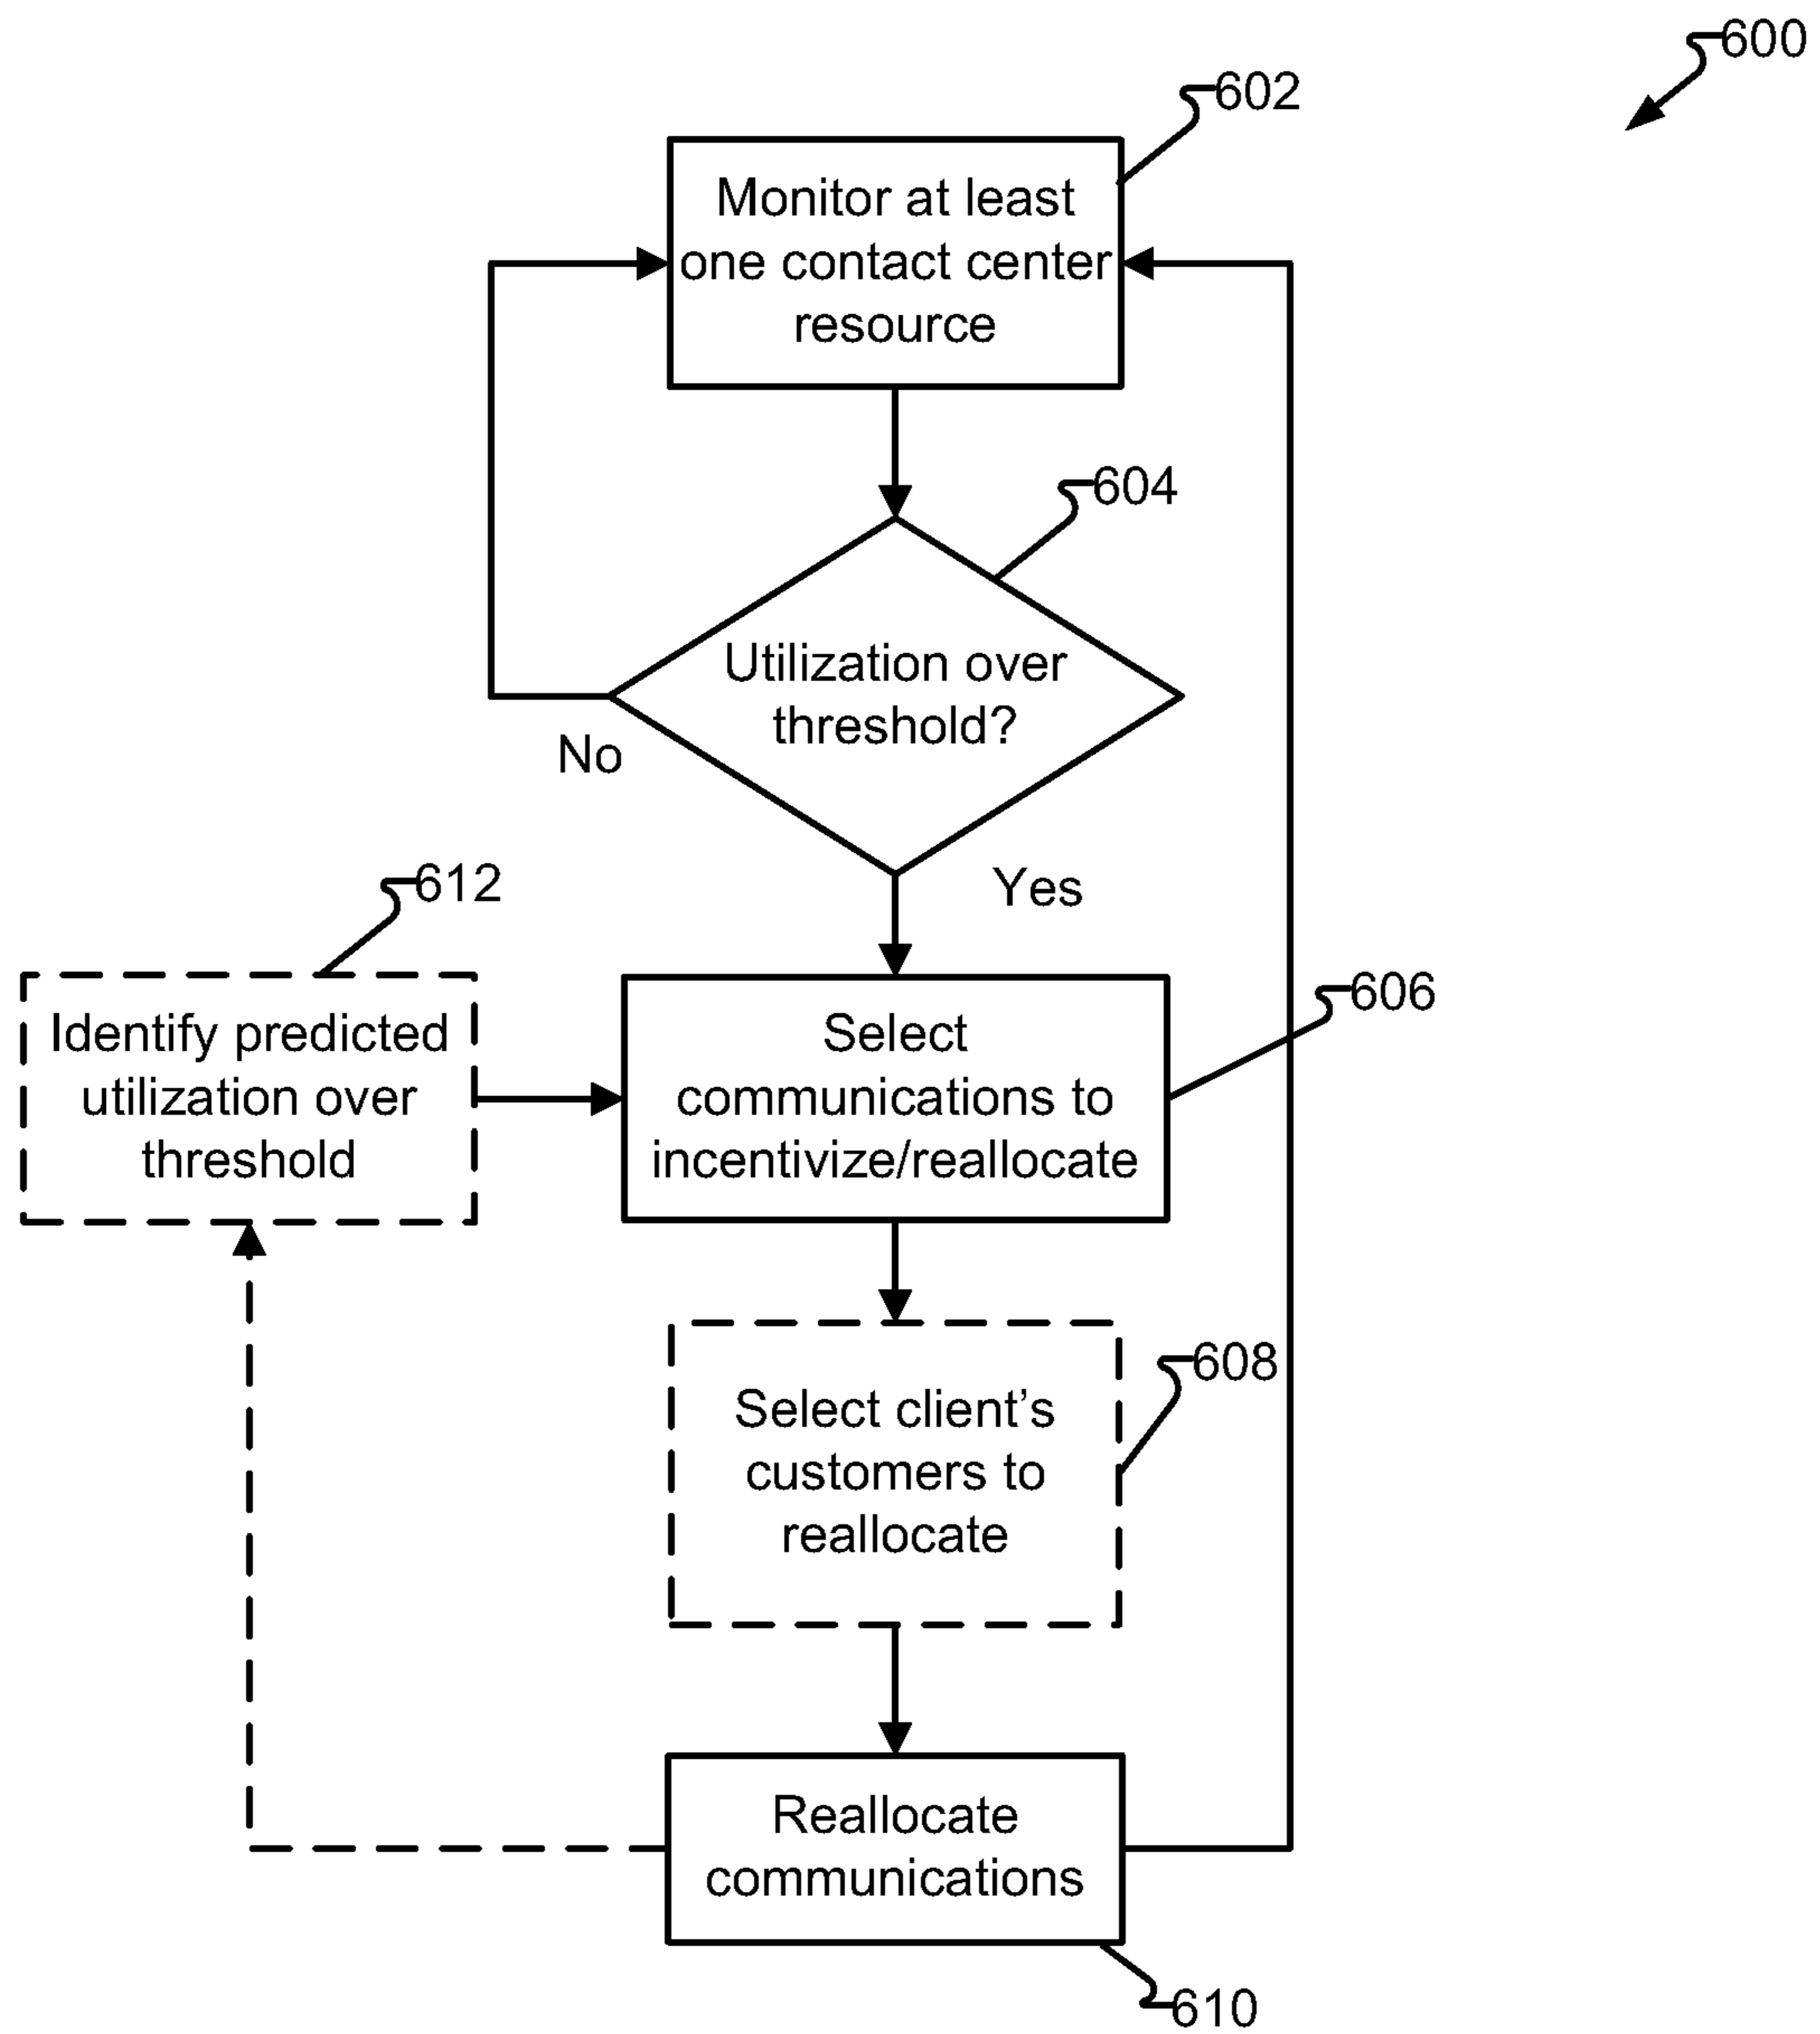 600
602
Monitor at least
one contact center
resource
604
Utilization over
threshold?
No
Yes
612
Identify predicted
utilization over
threshold
606
Select
communications to
incentivize/reallocate
608
Select client’s
customers to
reallocate
Reallocate
communications
610